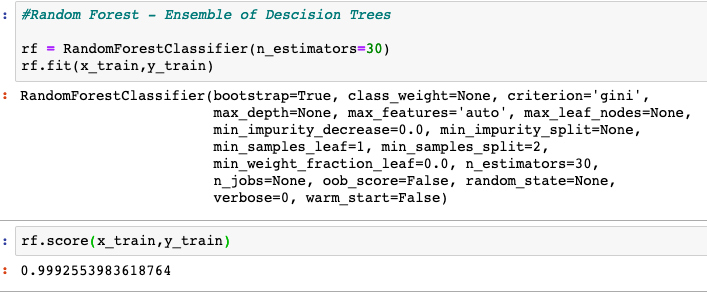 : #Random Forest - Ensemble of Descision Trees
rf = RandomForestClassifier(n_estimators=30)
rf.fit(x_train,y_train)
: RandomForestClassifier(bootstrap=True, class_weight=None, criterion='gini',
max_depth=None, max_features='auto', max_leaf_nodes=None,
min_impurity_decrease=0.0, min_impurity_split=None,
min_samples_leaf=1, min_samples_split=2,
min_weight_fraction_leaf=0.0, n_estimators=30,
n_jobs=None, oob_score=False, random_state=None,
verbose=0, warm_start=False)
: rf.score(x_train,y_train)
: 0.9992553983618764